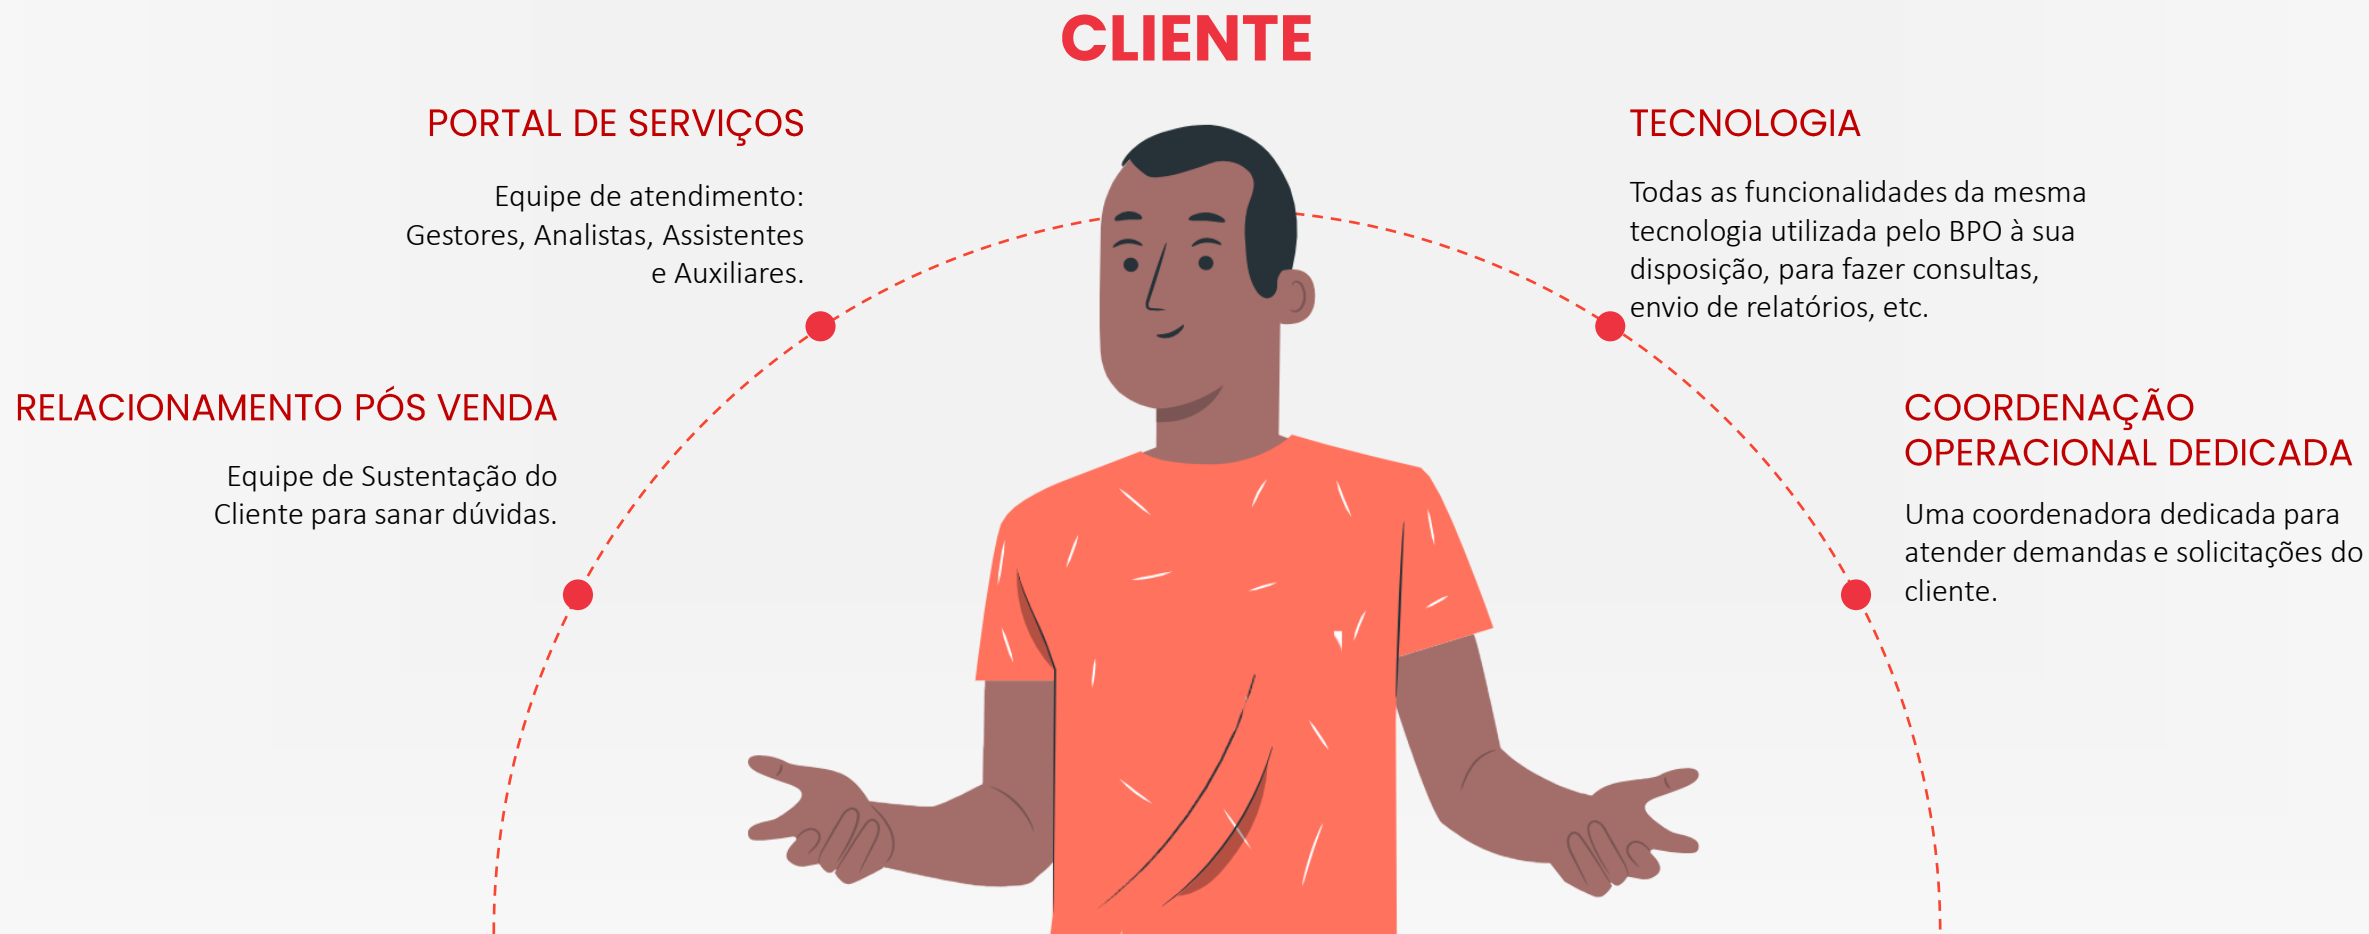 CLIENTE
PORTAL DE SERVIÇOS
Equipe de atendimento:
Gestores, Analistas, Assistentes
e Auxiliares.
RELACIONAMENTO PÓS VENDA
Equipe de Sustentação do
Cliente para sanar dúvidas.
TECNOLOGIA
Todas as funcionalidades da mesma
tecnologia utilizada pelo BPO à sua
disposição, para fazer consultas,
envio de relatórios, etc.
COORDENAÇÃO
OPERACIONAL DEDICADA
Uma coordenadora dedicada para
atender demandas e solicitações do
cliente.